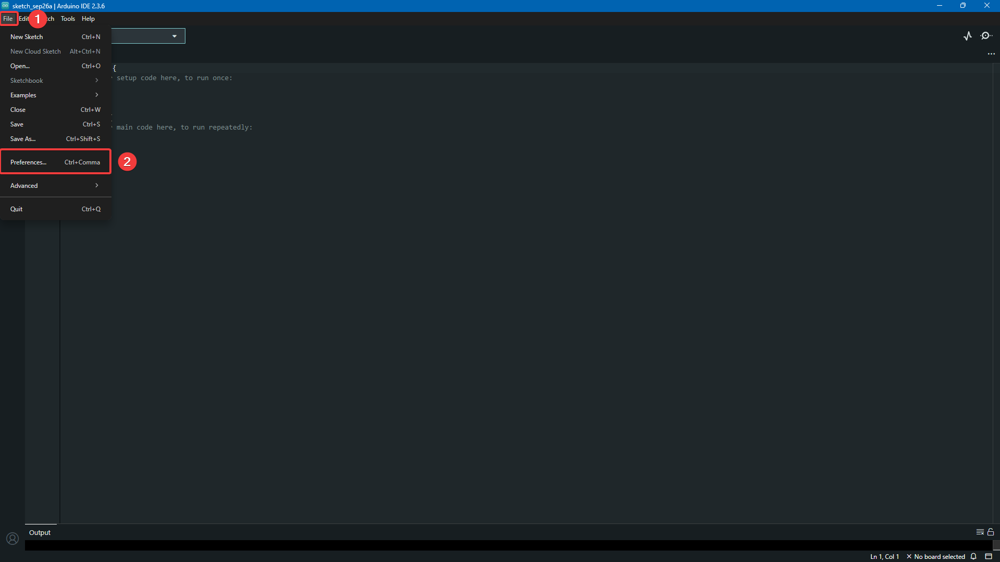 sketch_sep26a | Arduino IDE 2.3.6
File Edit 1 ch Tools Help
New Sketch Ctrl+N
New Cloud Sketch Alt+Ctrl+N
{
Open... Ctrl+O
setup code here, to run once:
Sketchbook
Examples
Close Ctrl+W
Save Ctrl+S
main code here, to run repeatedly:
Save As... Ctrl+Shift+S
Preferences... Ctrl+Comma 2
Advanced
Quit Ctrl+Q
Output
Ln 1, Col 1 No board selected